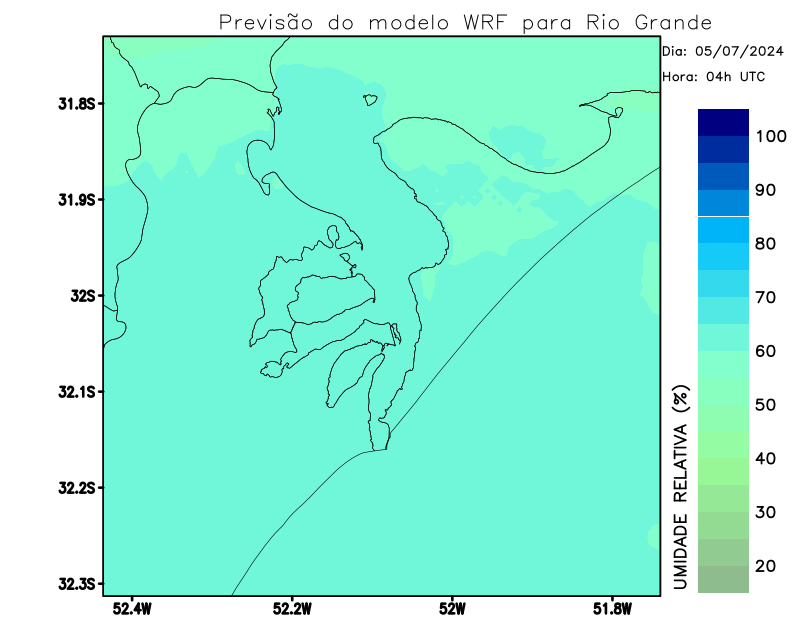 Previsão do modelo WRF para Rio Grande
Dia: 05/07/2024
Hora: 04h UTC
31.8S
31.9S
32S
32.1S
32.2S
32.3S
52.4W
52.2W
52W
51.8W
100
90
80
70
60
50
40
30
20
UMIDADE RELATIVA (%)